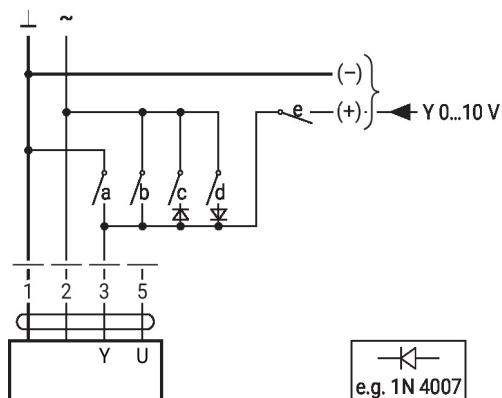 ⊥ ~
(–)
e (+) Y 0...10 V
a b c d
1 2 3 5
Y U
e.g. 1N 4007